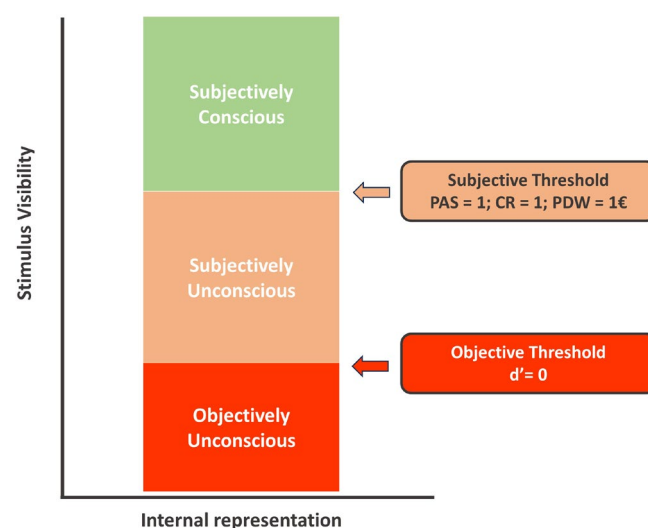 Stimulus Visibility
Subjectively
Conscious
Subjective Threshold
PAS = 1; CR = 1; PDW = 1€
Subjectively
Unconscious
Objective Threshold
d’= 0
Objectively
Unconscious
Internal representation